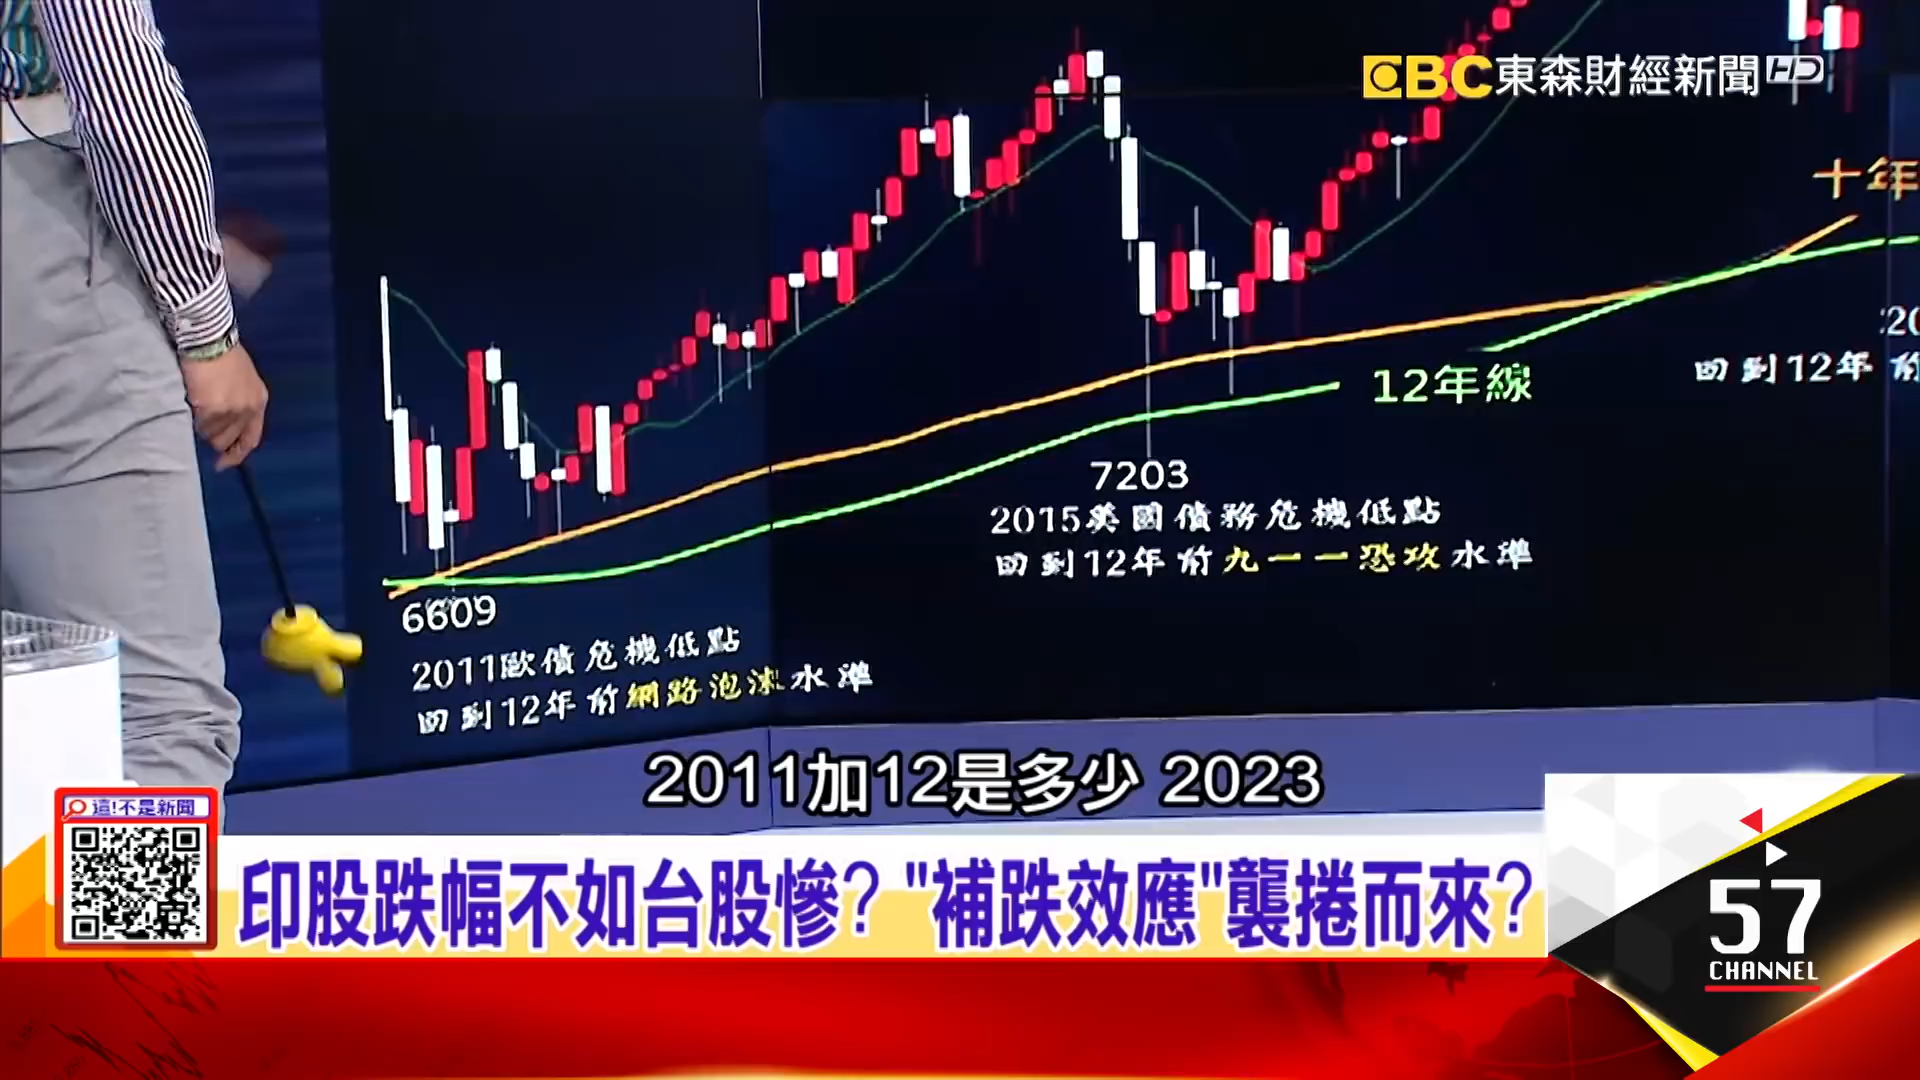 EBC東森財經新聞HD
十年
12年線
20
回到12年前
7203
2015美國債務危機低點
回到12年前九一一恐攻水準
6609
2011歐債危機低點
回到12年前網路泡沫水準
2011加12是多少 2023
這!不是新聞
印股跌幅不如台股慘? "補跌效應"襲捲而來?
57
CHANNEL